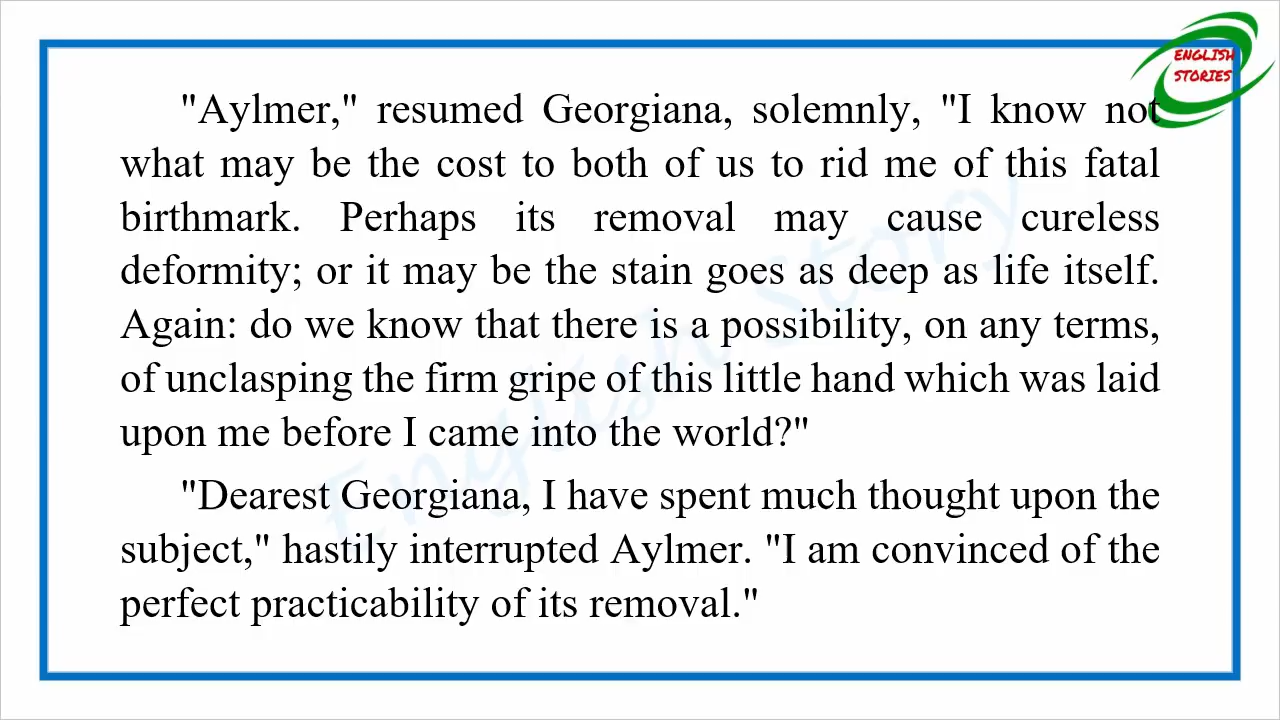 ENGLISH
STORIES
"Aylmer," resumed Georgiana, solemnly, "I know not
what may be the cost to both of us to rid me of this fatal
birthmark. Perhaps its removal may cause cureless
deformity; or it may be the stain goes as deep as life itself.
Again: do we know that there is a possibility, on any terms,
of unclasping the firm gripe of this little hand which was laid
upon me before I came into the world?"
"Dearest Georgiana, I have spent much thought upon the
subject," hastily interrupted Aylmer. "I am convinced of the
perfect practicability of its removal."
English Story